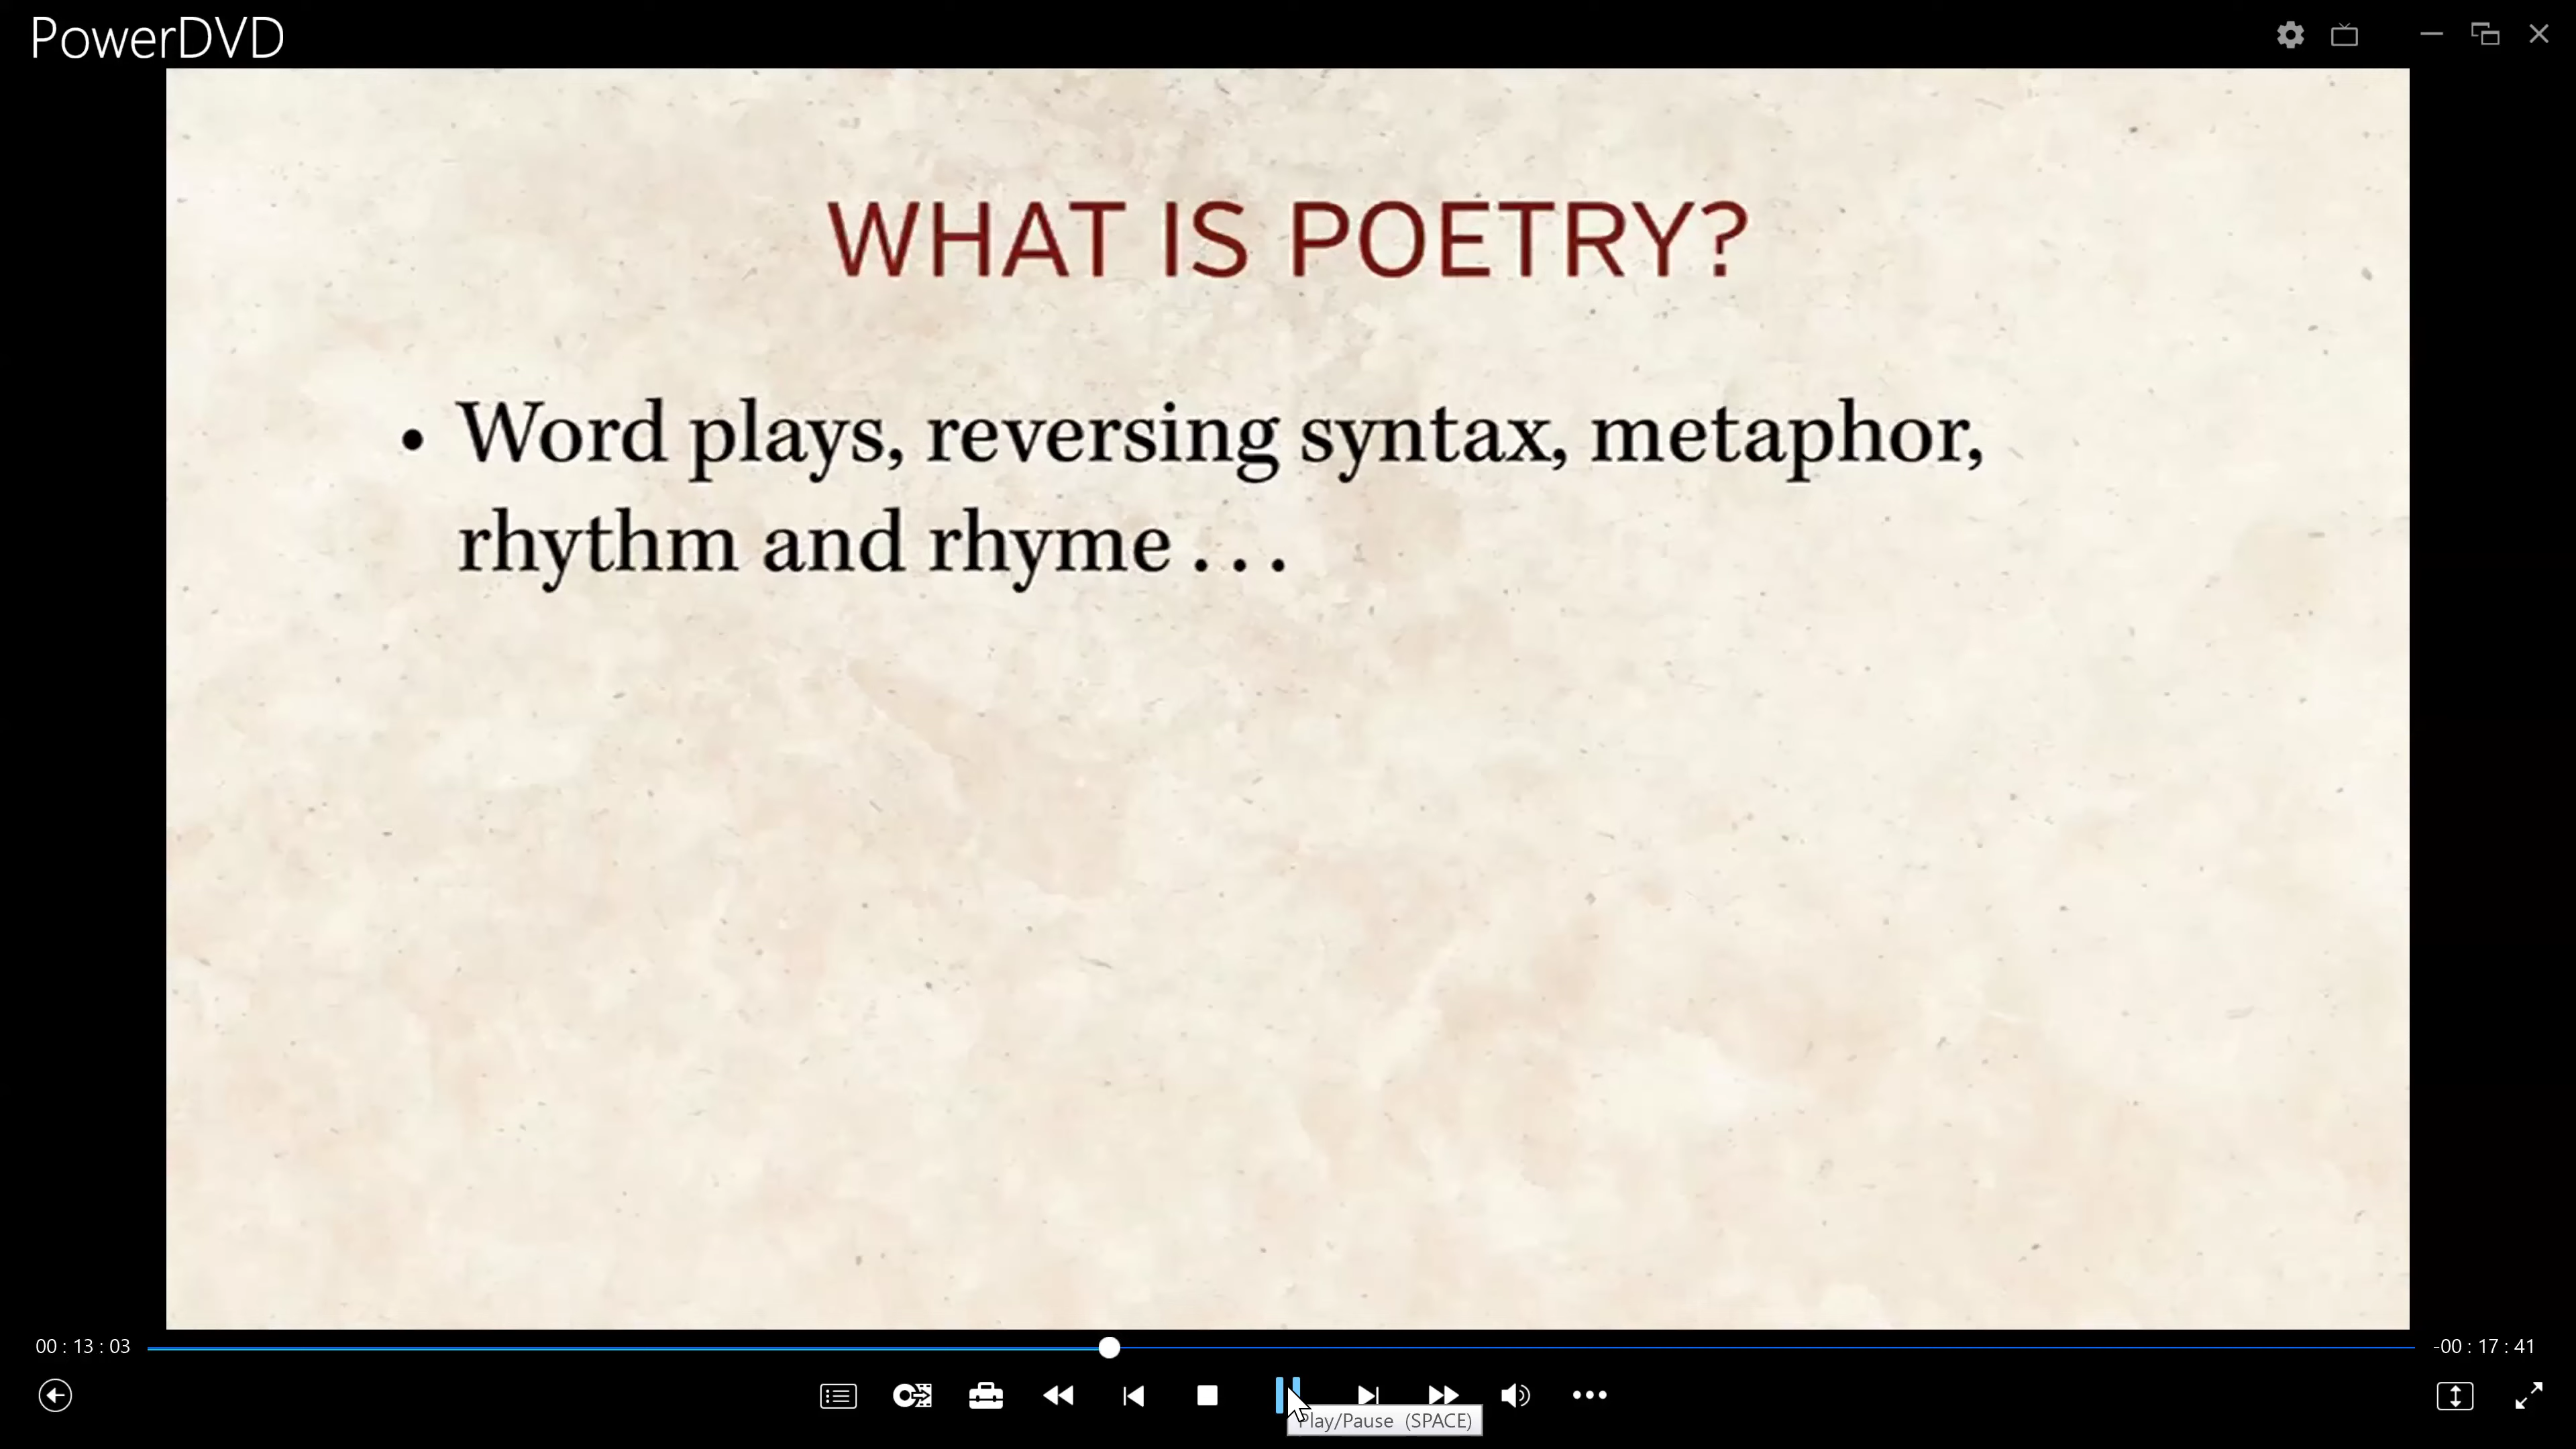 PowerDVD
WHAT IS POETRY?
• Word plays, reversing syntax, metaphor,
rhythm and rhyme . . .
00 : 13 : 03
-00 : 17 : 41
Play/Pause (SPACE)